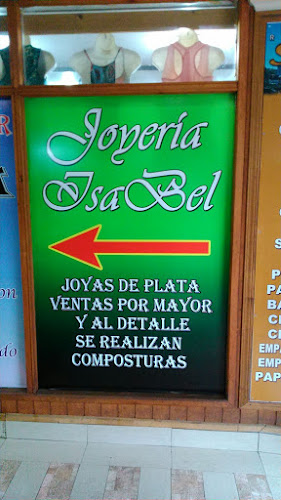 Joyería
IsaBel
JOYAS DE PLATA
VENTAS POR MAYOR
Y AL DETALLE
SE REALIZAN
COMPOSTURAS